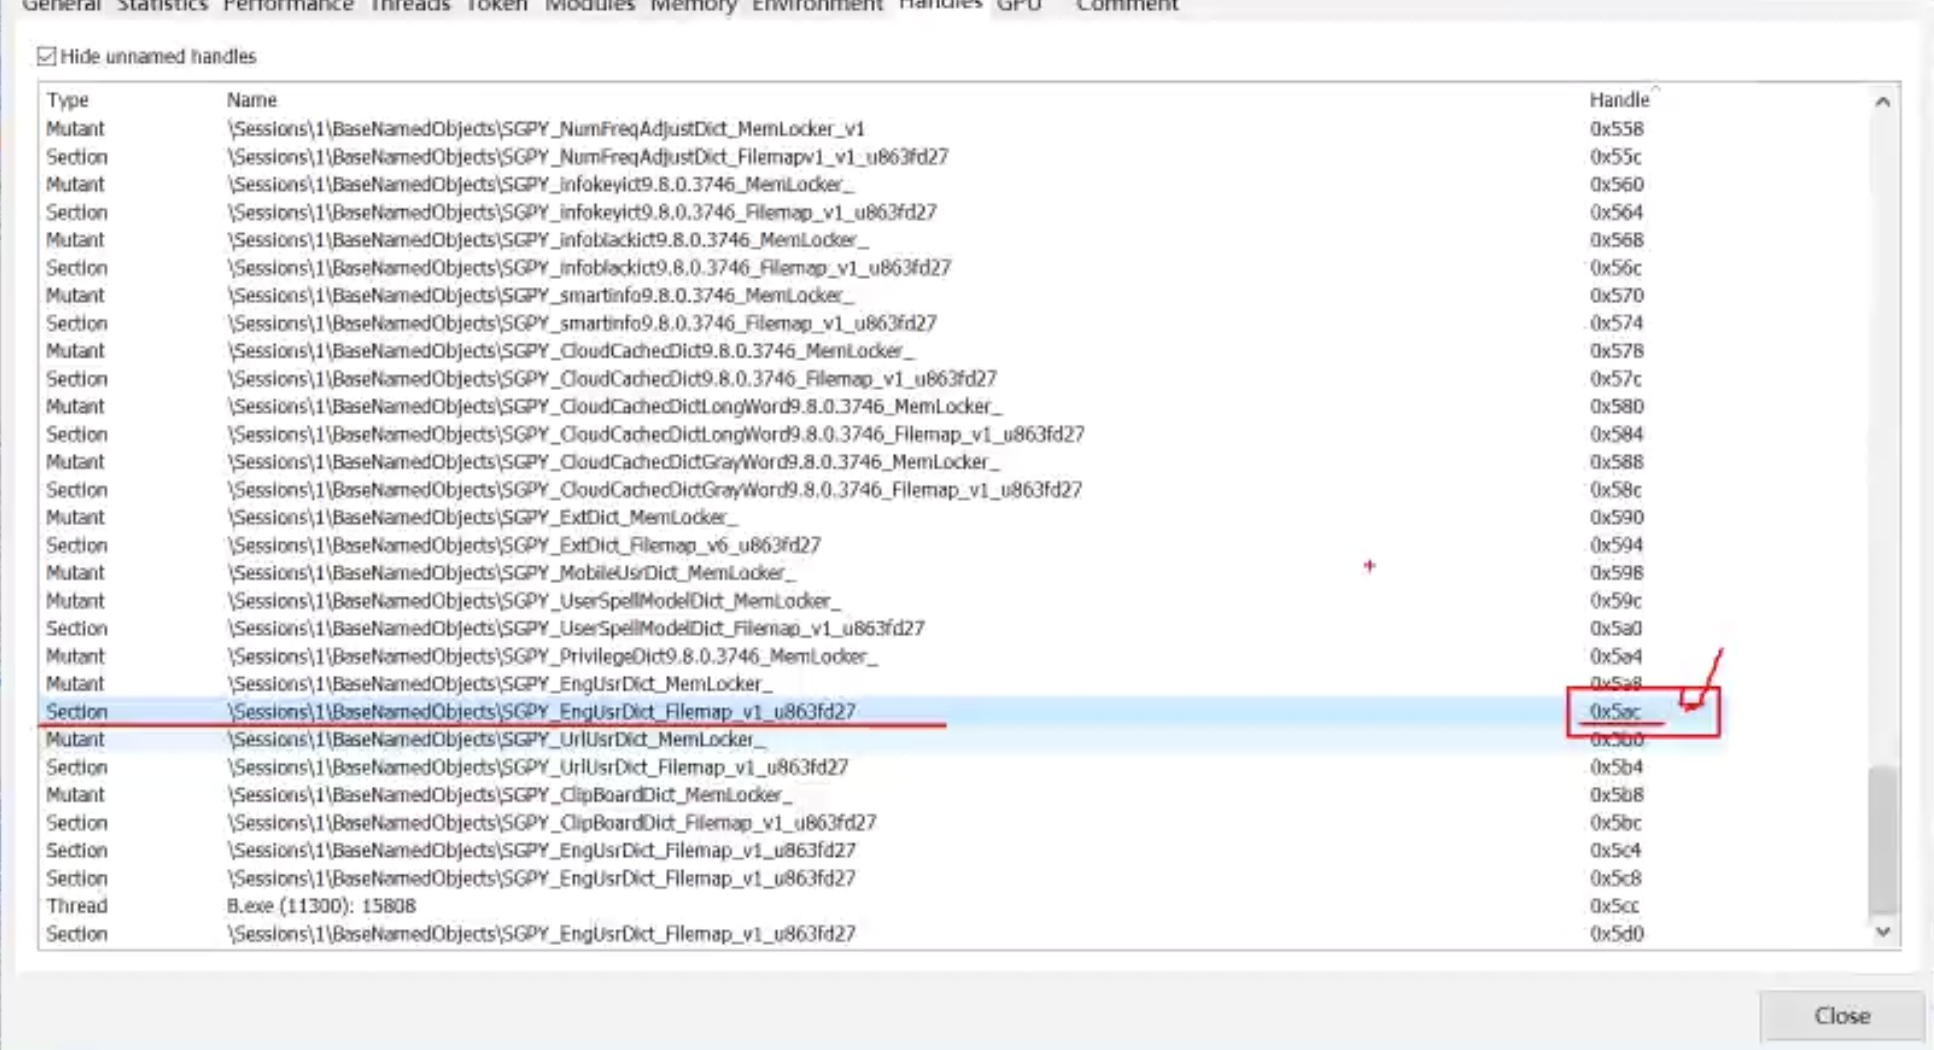 General Statistics Performance Threads Token Modules Memory Environment Handles GPU Comment
Hide unnamed handles
Type Name Handle
Mutant \Sessions\1\BaseNamedObjects\SGPY_NumFreqAdjustDict_MemLocker_v1 0x558
Section \Sessions\1\BaseNamedObjects\SGPY_NumFreqAdjustDict_Filemapv1_v1_u863fd27 0x55c
Mutant \Sessions\1\BaseNamedObjects\SGPY_infokeyict9.8.0.3746_MemLocker_ 0x560
Section \Sessions\1\BaseNamedObjects\SGPY_infokeyict9.8.0.3746_Filemap_v1_u863fd27 0x564
Mutant \Sessions\1\BaseNamedObjects\SGPY_infoblackict9.8.0.3746_MemLocker_ 0x568
Section \Sessions\1\BaseNamedObjects\SGPY_infoblackict9.8.0.3746_Filemap_v1_u863fd27 0x56c
Mutant \Sessions\1\BaseNamedObjects\SGPY_smartinfo9.8.0.3746_MemLocker_ 0x570
Section \Sessions\1\BaseNamedObjects\SGPY_smartinfo9.8.0.3746_Filemap_v1_u863fd27 0x574
Mutant \Sessions\1\BaseNamedObjects\SGPY_CloudCachecDict9.8.0.3746_MemLocker_ 0x578
Section \Sessions\1\BaseNamedObjects\SGPY_CloudCachecDict9.8.0.3746_Filemap_v1_u863fd27 0x57c
Mutant \Sessions\1\BaseNamedObjects\SGPY_CloudCachecDictLongWord9.8.0.3746_MemLocker_ 0x580
Section \Sessions\1\BaseNamedObjects\SGPY_CloudCachecDictLongWord9.8.0.3746_Filemap_v1_u863fd27 0x584
Mutant \Sessions\1\BaseNamedObjects\SGPY_CloudCachecDictGrayWord9.8.0.3746_MemLocker_ 0x588
Section \Sessions\1\BaseNamedObjects\SGPY_CloudCachecDictGrayWord9.8.0.3746_Filemap_v1_u863fd27 0x58c
Mutant \Sessions\1\BaseNamedObjects\SGPY_ExtDict_MemLocker_ 0x590
Section \Sessions\1\BaseNamedObjects\SGPY_ExtDict_Filemap_v6_u863fd27 0x594
Mutant \Sessions\1\BaseNamedObjects\SGPY_MobileUsrDict_MemLocker_ 0x598
Mutant \Sessions\1\BaseNamedObjects\SGPY_UserSpellModelDict_MemLocker_ 0x59c
Section \Sessions\1\BaseNamedObjects\SGPY_UserSpellModelDict_Filemap_v1_u863fd27 0x5a0
Mutant \Sessions\1\BaseNamedObjects\SGPY_PrivilegeDict9.8.0.3746_MemLocker_ 0x5a4
Mutant \Sessions\1\BaseNamedObjects\SGPY_EngUsrDict_MemLocker_ 0x5a8
Section \Sessions\1\BaseNamedObjects\SGPY_EngUsrDict_Filemap_v1_u863fd27 0x5ac
Mutant \Sessions\1\BaseNamedObjects\SGPY_UrlUsrDict_MemLocker_ 0x5b0
Section \Sessions\1\BaseNamedObjects\SGPY_UrlUsrDict_Filemap_v1_u863fd27 0x5b4
Mutant \Sessions\1\BaseNamedObjects\SGPY_ClipBoardDict_MemLocker_ 0x5b8
Section \Sessions\1\BaseNamedObjects\SGPY_ClipBoardDict_Filemap_v1_u863fd27 0x5bc
Section \Sessions\1\BaseNamedObjects\SGPY_EngUsrDict_Filemap_v1_u863fd27 0x5c4
Section \Sessions\1\BaseNamedObjects\SGPY_EngUsrDict_Filemap_v1_u863fd27 0x5c8
Thread B.exe (11300): 15808 0x5cc
Section \Sessions\1\BaseNamedObjects\SGPY_EngUsrDict_Filemap_v1_u863fd27 0x5d0
Close